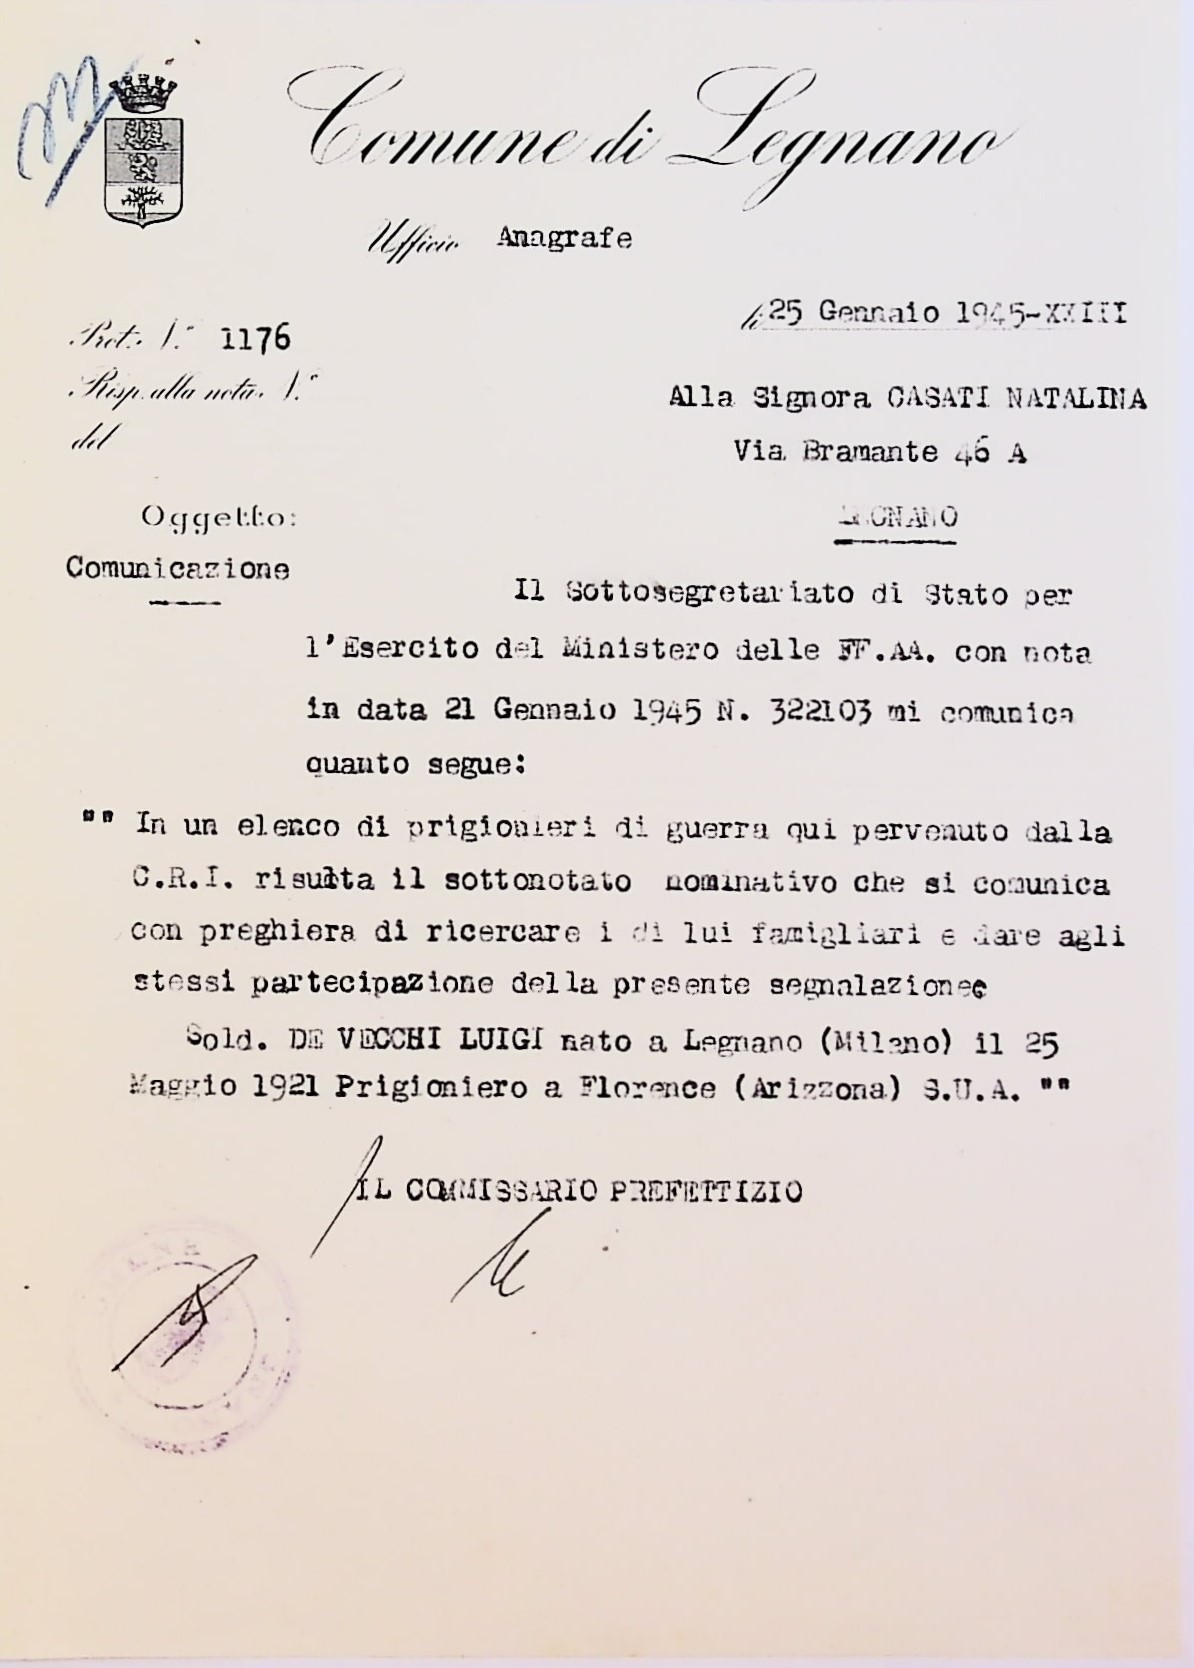 Comune di Legnano
Ufficio Anagrafe
li 25 Gennaio 1945-XXIII
Prot. N.° 1176
Risp. alla nota N.°
del
Alla Signora CASATI NATALINA
Via Bramante 46 A
LEGNANO
Oggetto:
Comunicazione
Il Sottosegretariato di Stato per
l'Esercito del Ministero delle FF.AA. con nota
in data 21 Gennaio 1945 N. 322103 mi comunica
quanto segue:
"" In un elenco di prigionieri di guerra qui pervenuto dalla
C.R.I. risulta il sottonotato nominativo che si comunica
con preghiera di ricercare i di lui famigliari e dare agli
stessi partecipazione della presente segnalazione
Sold. DE VECCHI LUIGI nato a Legnano (Milano) il 25
Maggio 1921 Prigioniero a Florence (Arizzona) S.U.A. ""
IL COMMISSARIO PREFETTIZIO